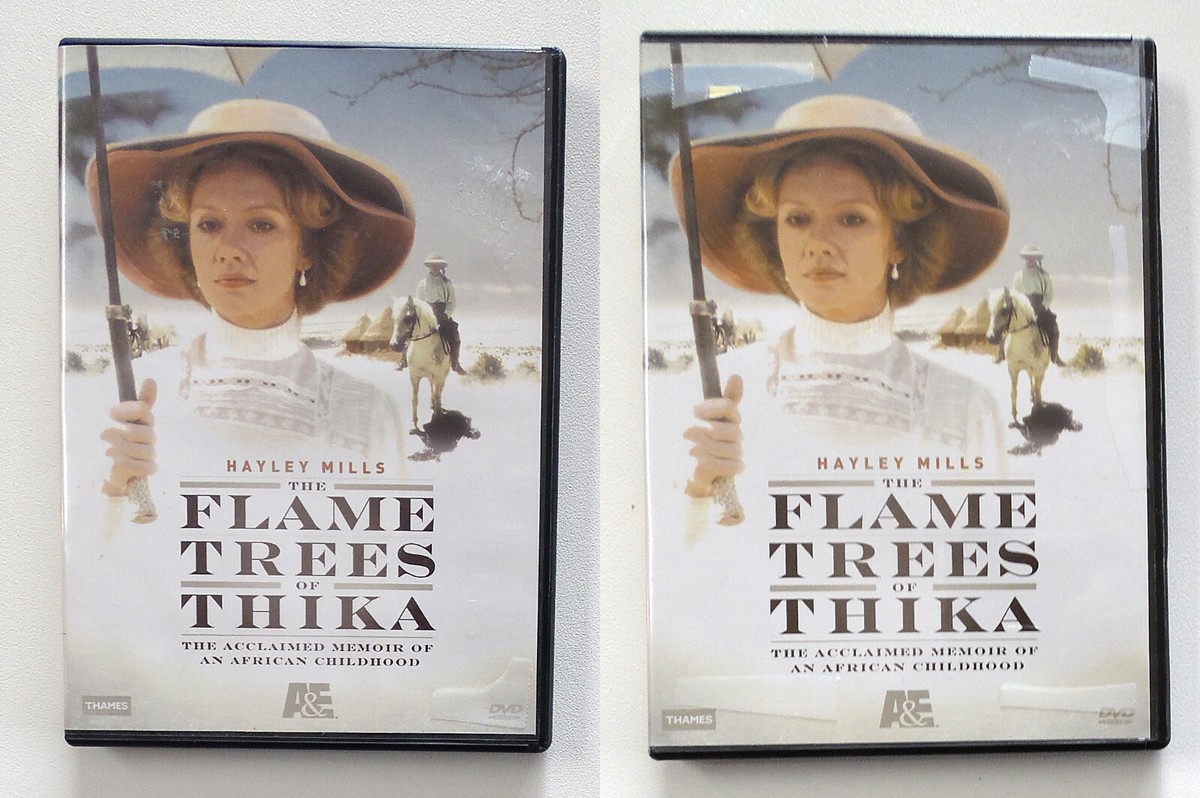 HAYLEY MILLS
THE
FLAME
TREES
OF
THIKA
THE ACCLAIMED MEMOIR OF
AN AFRICAN CHILDHOOD
THAMES
A&E
DVD
HAYLEY MILLS
THE
FLAME
TREES
OF
THIKA
THE ACCLAIMED MEMOIR OF
AN AFRICAN CHILDHOOD
THAMES
A&E
DVD